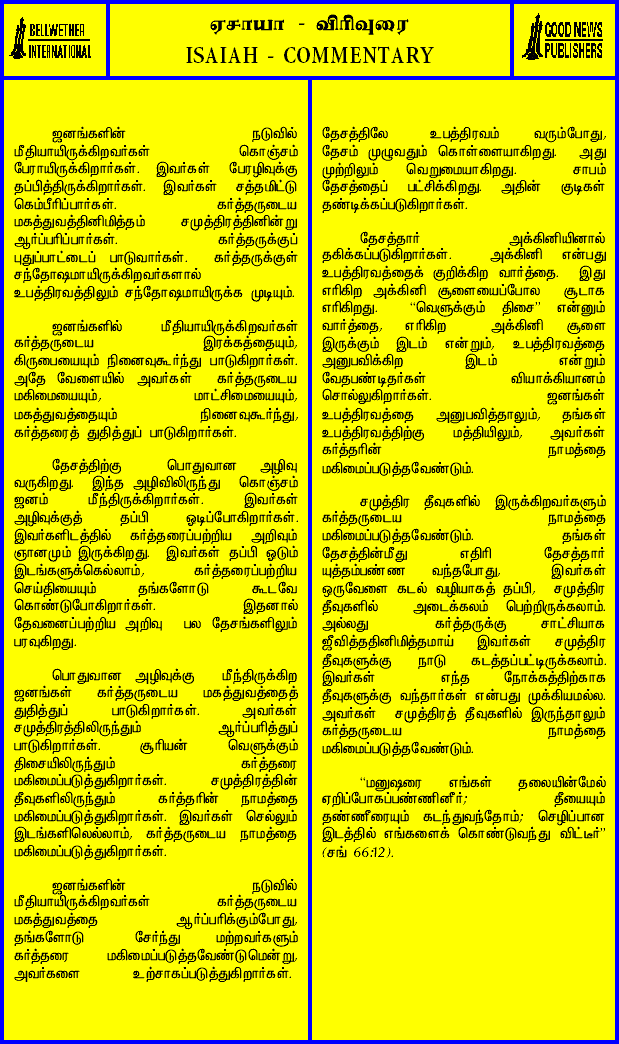 BELLWETHER
INTERNATIONAL
ஏசாயா - விரிவுரை
ISAIAH - COMMENTARY
GOOD NEWS
PUBLISHERS
ஜனங்களின் நடுவில்
மீதியாயிருக்கிறவர்கள் கொஞ்சம்
பேராயிருக்கிறார்கள். இவர்கள் பேரழிவுக்கு
தப்பித்திருக்கிறார்கள். இவர்கள் சத்தமிட்டு
கெம்பீரிப்பார்கள். கர்த்தருடைய
மகத்துவத்தினிமித்தம் சமுத்திரத்தினின்று
ஆர்ப்பரிப்பார்கள். கர்த்தருக்குப்
புதுப்பாட்டைப் பாடுவார்கள். கர்த்தருக்குள்
சந்தோஷமாயிருக்கிறவர்களால்
உபத்திரவத்திலும் சந்தோஷமாயிருக்க முடியும்.
ஜனங்களில் மீதியாயிருக்கிறவர்கள்
கர்த்தருடைய இரக்கத்தையும்,
கிருபையையும் நினைவுகூர்ந்து பாடுகிறார்கள்.
அதே வேளையில் அவர்கள் கர்த்தருடைய
மகிமையையும், மாட்சிமையையும்,
மகத்துவத்தையும் நினைவுகூர்ந்து,
கர்த்தரைத் துதித்துப் பாடுகிறார்கள்.
தேசத்திற்கு பொதுவான அழிவு
வருகிறது. இந்த அழிவிலிருந்து கொஞ்சம்
ஜனம் மீந்திருக்கிறார்கள். இவர்கள்
அழிவுக்குத் தப்பி ஓடிப்போகிறார்கள்.
இவர்களிடத்தில் கர்த்தரைப்பற்றிய அறிவும்
ஞானமும் இருக்கிறது. இவர்கள் தப்பி ஓடும்
இடங்களுக்கெல்லாம், கர்த்தரைப்பற்றிய
செய்தியையும் தங்களோடு கூடவே
கொண்டுபோகிறார்கள். இதனால்
தேவனைப்பற்றிய அறிவு பல தேசங்களிலும்
பரவுகிறது.
பொதுவான அழிவுக்கு மீந்திருக்கிற
ஜனங்கள் கர்த்தருடைய மகத்துவத்தைத்
துதித்துப் பாடுகிறார்கள். அவர்கள்
சமுத்திரத்திலிருந்தும் ஆர்ப்பரித்துப்
பாடுகிறார்கள். சூரியன் வெளுக்கும்
திசையிலிருந்தும் கர்த்தரை
மகிமைப்படுத்துகிறார்கள். சமுத்திரத்தின்
தீவுகளிலிருந்தும் கர்த்தரின் நாமத்தை
மகிமைப்படுத்துகிறார்கள். இவர்கள் செல்லும்
இடங்களிலெல்லாம், கர்த்தருடைய நாமத்தை
மகிமைப்படுத்துகிறார்கள்.
ஜனங்களின் நடுவில்
மீதியாயிருக்கிறவர்கள் கர்த்தருடைய
மகத்துவத்தை ஆர்ப்பரிக்கும்போது,
தங்களோடு சேர்ந்து மற்றவர்களும்
கர்த்தரை மகிமைப்படுத்தவேண்டுமென்று,
அவர்களை உற்சாகப்படுத்துகிறார்கள்.
தேசத்திலே உபத்திரவம் வரும்போது,
தேசம் முழுவதும் கொள்ளையாகிறது. அது
முற்றிலும் வெறுமையாகிறது. சாபம்
தேசத்தைப் பட்சிக்கிறது. அதின் குடிகள்
தண்டிக்கப்படுகிறார்கள்.
தேசத்தார் அக்கினியினால்
தகிக்கப்படுகிறார்கள். அக்கினி என்பது
உபத்திரவத்தைக் குறிக்கிற வார்த்தை. இது
எரிகிற அக்கினி சூளையைப்போல சூடாக
எரிகிறது. “வெளுக்கும் திசை” என்னும்
வார்த்தை, எரிகிற அக்கினி சூளை
இருக்கும் இடம் என்றும், உபத்திரவத்தை
அனுபவிக்கிற இடம் என்றும்
வேதபண்டிதர்கள் வியாக்கியானம்
சொல்லுகிறார்கள். ஜனங்கள்
உபத்திரவத்தை அனுபவித்தாலும், தங்கள்
உபத்திரவத்திற்கு மத்தியிலும், அவர்கள்
கர்த்தரின் நாமத்தை
மகிமைப்படுத்தவேண்டும்.
சமுத்திர தீவுகளில் இருக்கிறவர்களும்
கர்த்தருடைய நாமத்தை
மகிமைப்படுத்தவேண்டும். தங்கள்
தேசத்தின்மீது எதிரி தேசத்தார்
யுத்தம்பண்ண வந்தபோது, இவர்கள்
ஒருவேளை கடல் வழியாகத் தப்பி, சமுத்திர
தீவுகளில் அடைக்கலம் பெற்றிருக்கலாம்.
அல்லது கர்த்தருக்கு சாட்சியாக
ஜீவித்ததினிமித்தமாய் இவர்கள் சமுத்திர
தீவுகளுக்கு நாடு கடத்தப்பட்டிருக்கலாம்.
இவர்கள் எந்த நோக்கத்திற்காக
தீவுகளுக்கு வந்தார்கள் என்பது முக்கியமல்ல.
அவர்கள் சமுத்திரத் தீவுகளில் இருந்தாலும்
கர்த்தருடைய நாமத்தை
மகிமைப்படுத்தவேண்டும்.
“மனுஷரை எங்கள் தலையின்மேல்
ஏறிப்போகப்பண்ணினீர்; தீயையும்
தண்ணீரையும் கடந்துவந்தோம்; செழிப்பான
இடத்தில் எங்களைக் கொண்டுவந்து விட்டீர்”
(சங் 66:12).